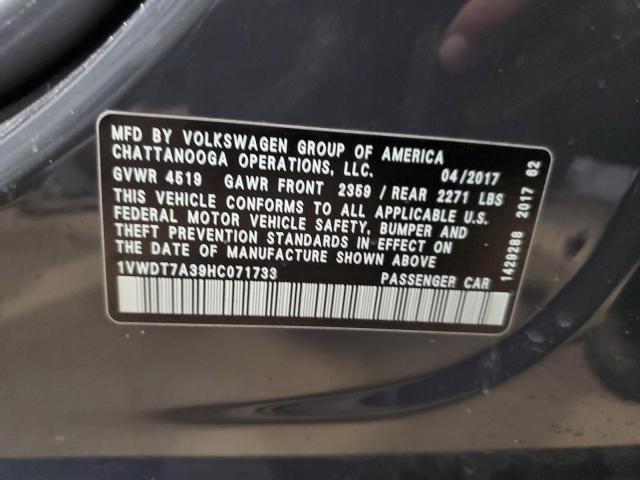 MFD BY VOLKSWAGEN GROUP OF AMERICA
CHATTANOOGA OPERATIONS, LLC. 04/2017
GVWR 4519 GAWR FRONT 2359 / REAR 2271 LBS
THIS VEHICLE CONFORMS TO ALL APPLICABLE U.S.
FEDERAL MOTOR VEHICLE SAFETY, BUMPER AND
THEFT PREVENTION STANDARDS IN EFFECT ON
THE DATE OF MANUFACTURE SHOWN ABOVE
1VWDT7A39HC071733 PASSENGER CAR
1429288 2017 02